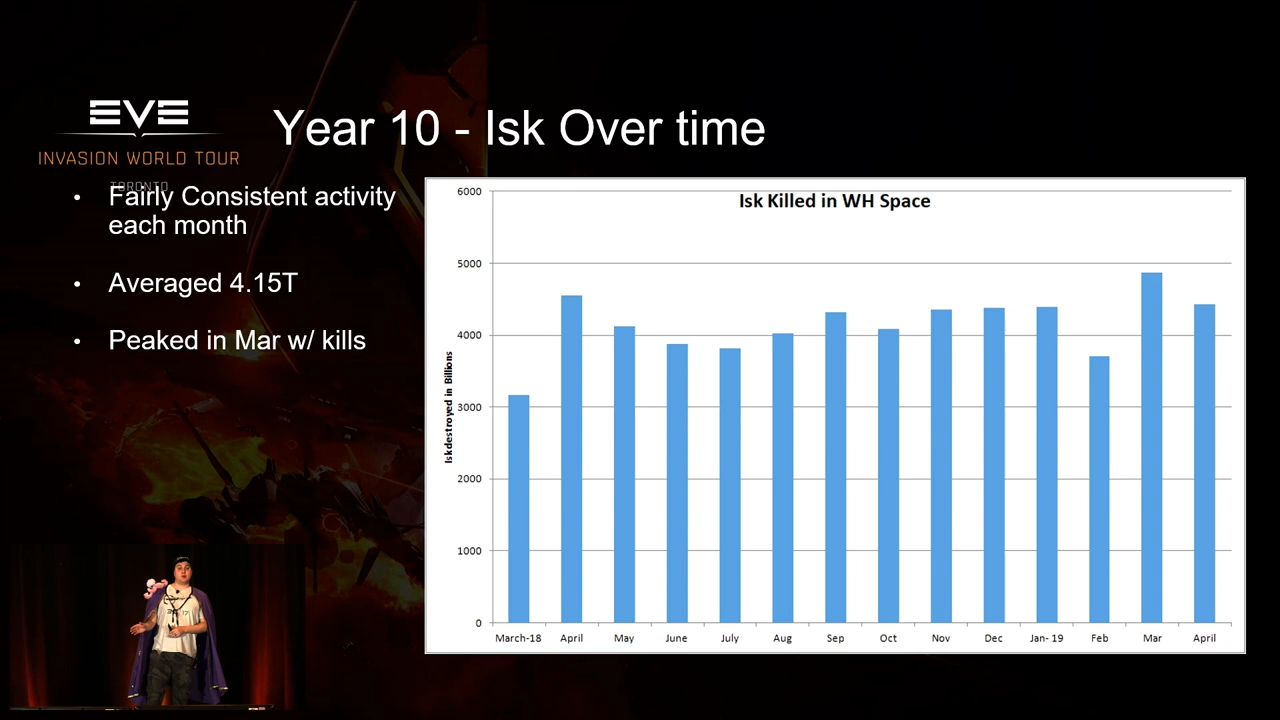 EVE
INVASION WORLD TOUR
TORONTO
Year 10 - Isk Over time
• Fairly Consistent activity
each month
• Averaged 4.15T
• Peaked in Mar w/ kills
Isk Killed in WH Space
Isk destroyed in Billions
6000
5000
4000
3000
2000
1000
0
March-18 April May June July Aug Sep Oct Nov Dec Jan- 19 Feb Mar April